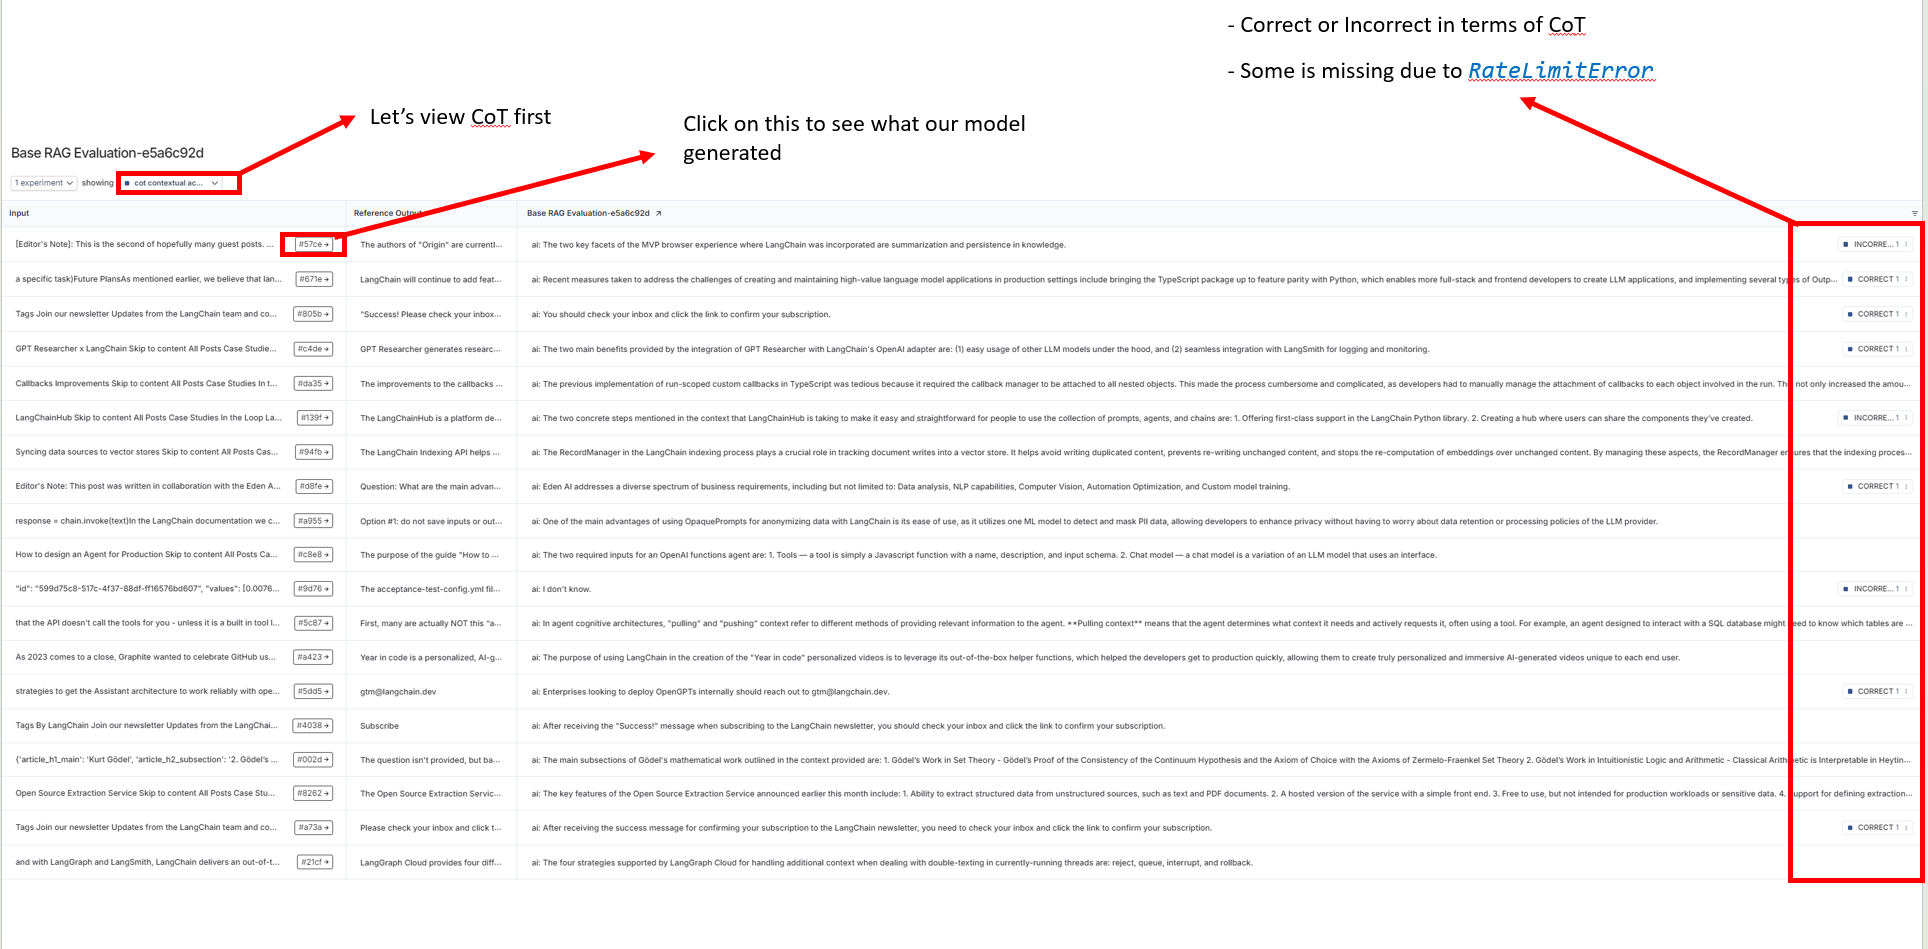 - Correct or Incorrect in terms of CoT
- Some is missing due to RateLimitError
Let's view CoT first
Click on this to see what our model
generated
Base RAG Evaluation-e5a6c92d
1 experiment showing cot contextual ac...
Input Reference Output Base RAG Evaluation-e5a6c92d
[Editor's Note]: This is the second of hopefully many guest posts. ... #57ce → The authors of "Origin" are currentl... ai: The two key facets of the MVP browser experience where LangChain was incorporated are summarization and persistence in knowledge. INCORRE... 1
a specific task)Future PlansAs mentioned earlier, we believe that lan... #671e → LangChain will continue to add feat... ai: Recent measures taken to address the challenges of creating and maintaining high-value language model applications in production settings include bringing the TypeScript package up to feature parity with Python, which enables more full-stack and frontend developers to create LLM applications, and implementing several types of Outp... CORRECT 1
Tags Join our newsletter Updates from the LangChain team and co... #805b → "Success! Please check your inbox... ai: You should check your inbox and click the link to confirm your subscription. CORRECT 1
GPT Researcher x LangChain Skip to content All Posts Case Studie... #c4de → GPT Researcher generates researc... ai: The two main benefits provided by the integration of GPT Researcher with LangChain's OpenAI adapter are: (1) easy usage of other LLM models under the hood, and (2) seamless integration with LangSmith for logging and monitoring. CORRECT 1
Callbacks Improvements Skip to content All Posts Case Studies In t... #da35 → The improvements to the callbacks ... ai: The previous implementation of run-scoped custom callbacks in TypeScript was tedious because it required the callback manager to be attached to all nested objects. This made the process cumbersome and complicated, as developers had to manually manage the attachment of callbacks to each object involved in the run. not only increased the amou...
LangChainHub Skip to content All Posts Case Studies In the Loop La... #139f → The LangChainHub is a platform de... ai: The two concrete steps mentioned in the context that LangChainHub is taking to make it easy and straightforward for people to use the collection of prompts, agents, and chains are: 1. Offering first-class support in the LangChain Python library. 2. Creating a hub where users can share the components they've created. INCORRE... 1
Syncing data sources to vector stores Skip to content All Posts Cas... #94fb → The LangChain Indexing API helps ... ai: The RecordManager in the LangChain indexing process plays a crucial role in tracking document writes into a vector store. It helps avoid writing duplicated content, prevents re-writing unchanged content, and stops the re-computation of embeddings over unchanged content. By managing these aspects, the RecordManager ensures that the indexing proces...
Editor's Note: This post was written in collaboration with the Eden A... #d8fe → Question: What are the main advan... ai: Eden AI addresses a diverse spectrum of business requirements, including but not limited to: Data analysis, NLP capabilities, Computer Vision, Automation Optimization, and Custom model training. CORRECT 1
response = chain.invoke(text)In the LangChain documentation we c... #a955 → Option #1: do not save inputs or out... ai: One of the main advantages of using OpaquePrompts for anonymizing data with LangChain is its ease of use, as it utilizes one ML model to detect and mask PII data, allowing developers to enhance privacy without having to worry about data retention or processing policies of the LLM provider.
How to design an Agent for Production Skip to content All Posts Ca... #c8e8 → The purpose of the guide "How to ... ai: The two required inputs for an OpenAI functions agent are: 1. Tools — a tool is simply a Javascript function with a name, description, and input schema. 2. Chat model — a chat model is a variation of an LLM model that uses an interface.
"id": "599d75c8-517c-4f37-88df-ff16576bd607", "values": [0.0076... #9d76 → The acceptance-test-config.yml fil... ai: I don't know. INCORRE... 1
that the API doesn't call the tools for you - unless it is a built in tool I... #5c87 → First, many are actually NOT this "a... ai: In agent cognitive architectures, "pulling" and "pushing" context refer to different methods of providing relevant information to the agent. **Pulling context** means that the agent determines what context it needs and actively requests it, often using a tool. For example, an agent designed to interact with a SQL database might need to know which tables are ...
As 2023 comes to a close, Graphite wanted to celebrate GitHub us... #a423 → Year in code is a personalized, AI-g... ai: The purpose of using LangChain in the creation of the "Year in code" personalized videos is to leverage its out-of-the-box helper functions, which helped the developers get to production quickly, allowing them to create truly personalized and immersive AI-generated videos unique to each end user.
strategies to get the Assistant architecture to work reliably with ope... #5dd5 → gtm@langchain.dev ai: Enterprises looking to deploy OpenGPTs internally should reach out to gtm@langchain.dev. CORRECT 1
Tags By LangChain Join our newsletter Updates from the LangChai... #4038 → Subscribe ai: After receiving the "Success!" message when subscribing to the LangChain newsletter, you should check your inbox and click the link to confirm your subscription.
{'article_h1_main': 'Kurt Gödel', 'article_h2_subsection': '2. Gödel's ... #002d → The question isn't provided, but ba... ai: The main subsections of Gödel's mathematical work outlined in the context provided are: 1. Gödel's Work in Set Theory - Gödel's Proof of the Consistency of the Continuum Hypothesis and the Axiom of Choice with the Axioms of Zermelo-Fraenkel Set Theory 2. Gödel's Work in Intuitionistic Logic and Arithmetic - Classical Arithmetic is Interpretable in Heytin...
Open Source Extraction Service Skip to content All Posts Case Stu... #8262 → The Open Source Extraction Servic... ai: The key features of the Open Source Extraction Service announced earlier this month include: 1. Ability to extract structured data from unstructured sources, such as text and PDF documents. 2. A hosted version of the service with a simple front end. 3. Free to use, but not intended for production workloads or sensitive data. 4. Support for defining extraction...
Tags Join our newsletter Updates from the LangChain team and co... #a73a → Please check your inbox and click t... ai: After receiving the success message for confirming your subscription to the LangChain newsletter, you need to check your inbox and click the link to confirm your subscription. CORRECT 1
and with LangGraph and LangSmith, LangChain delivers an out-of-t... #21cf → LangGraph Cloud provides four diff... ai: The four strategies supported by LangGraph Cloud for handling additional context when dealing with double-texting in currently-running threads are: reject, queue, interrupt, and rollback.